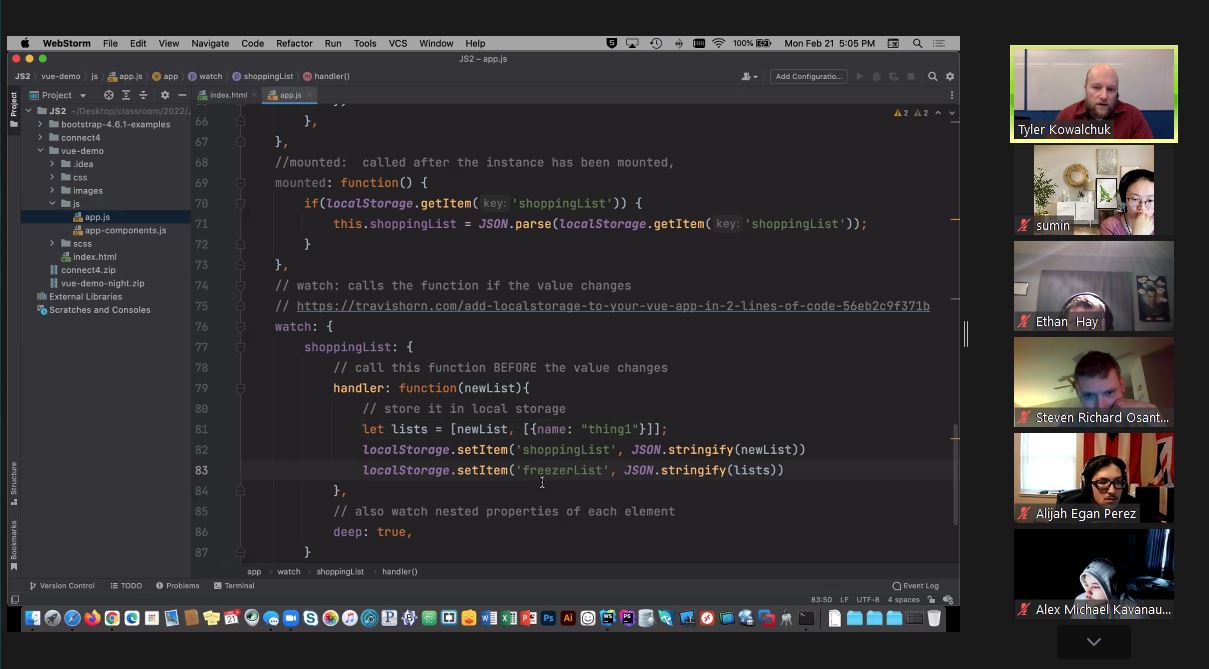 WebStorm File Edit View Navigate Code Refactor Run Tools VCS Window Help
100% Mon Feb 21 5:05 PM
JS2 – app.js
JS2 vue-demo js app.js app watch shoppingList handler()
Add Configuratio...
Project
index.html
app.js
Project
JS2 ~/Desktop/classroom/2022/J
bootstrap-4.6.1-examples
connect4
vue-demo
.idea
css
images
js
app.js
app-components.js
scss
index.html
connect4.zip
vue-demo-night.zip
External Libraries
Scratches and Consoles
Structure
Bookmarks
2 2
66 },
67 },
68 //mounted: called after the instance has been mounted,
69 mounted: function() {
70 if(localStorage.getItem( key: 'shoppingList')) {
71 this.shoppingList = JSON.parse(localStorage.getItem( key: 'shoppingList'));
72 }
73 },
74 // watch: calls the function if the value changes
75 // https://travishorn.com/add-localstorage-to-your-vue-app-in-2-lines-of-code-56eb2c9f371b
76 watch: {
77 shoppingList: {
78 // call this function BEFORE the value changes
79 handler: function(newList){
80 // store it in local storage
81 let lists = [newList, [{name: "thing1"}]];
82 localStorage.setItem('shoppingList', JSON.stringify(newList))
83 localStorage.setItem('freezerList', JSON.stringify(lists))
84 },
85 // also watch nested properties of each element
86 deep: true,
87 }
app watch shoppingList handler()
Version Control TODO Problems Terminal
Event Log
83:50 LF UTF-8 4 spaces
Tyler Kowalchuk
sumin
Ethan Hay
Steven Richard Osant...
Alijah Egan Perez
Alex Michael Kavanau...